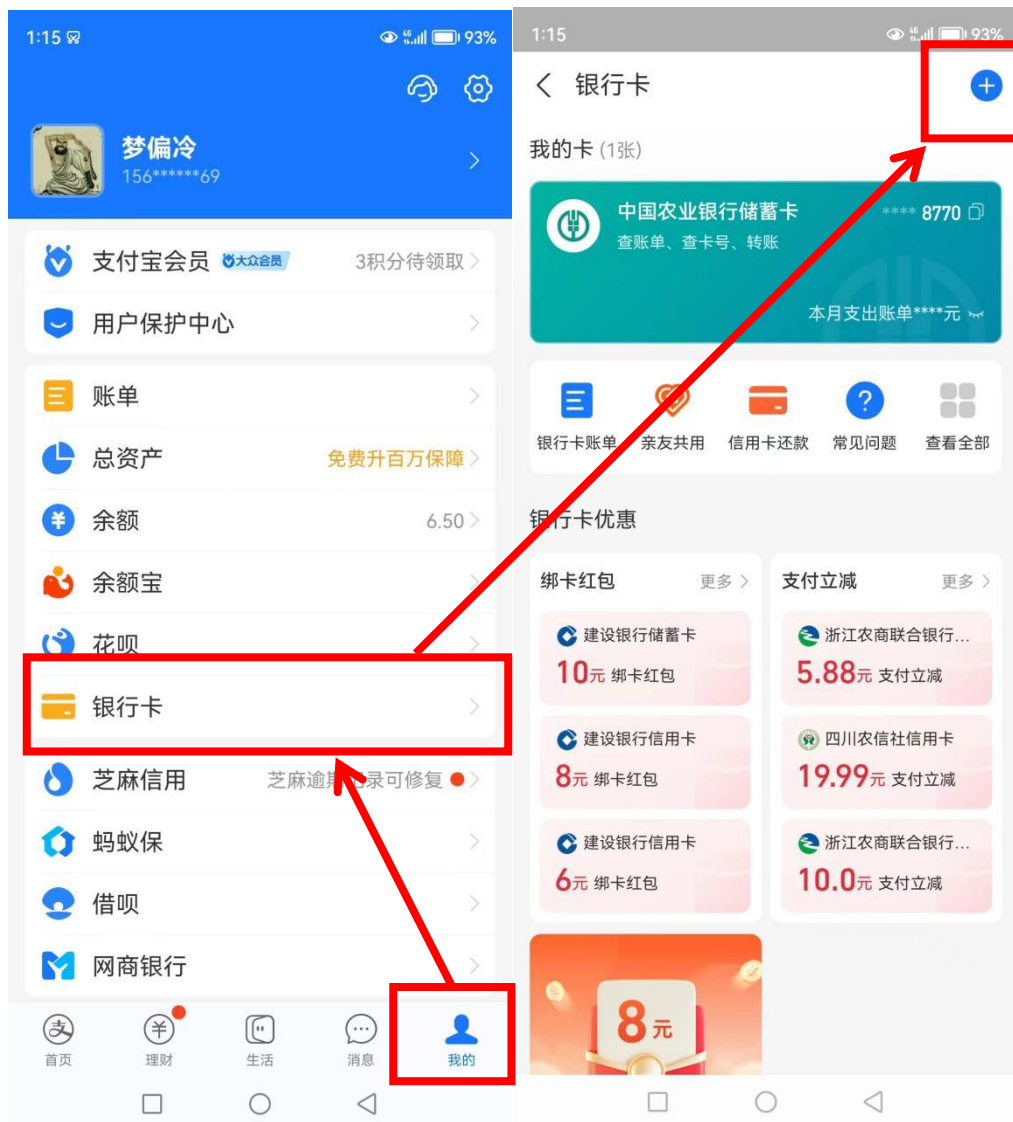 1:15
93%
梦偏冷
156******69
支付宝会员 大众会员 3积分待领取
用户保护中心
账单
总资产 免费升百万保障
余额 6.50
余额宝
花呗
银行卡
芝麻信用 芝麻逾期记录可修复
蚂蚁保
借呗
网商银行
首页 理财 生活 消息 我的
1:15
93%
银行卡
我的卡 (1张)
中国农业银行储蓄卡 **** 8770
查账单、查卡号、转账
本月支出账单****元
银行卡账单 亲友共用 信用卡还款 常见问题 查看全部
银行卡优惠
绑卡红包 更多
建设银行储蓄卡
10元 绑卡红包
建设银行信用卡
8元 绑卡红包
建设银行信用卡
6元 绑卡红包
支付立减 更多
浙江农商联合银行...
5.88元 支付立减
四川农信社信用卡
19.99元 支付立减
浙江农商联合银行...
10.0元 支付立减
8元